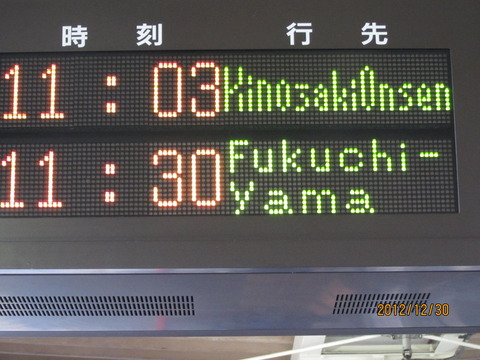 時刻 行先
11:03 KinosakiOnsen
11:30 Fukuchi-
Yama
2012/12/30